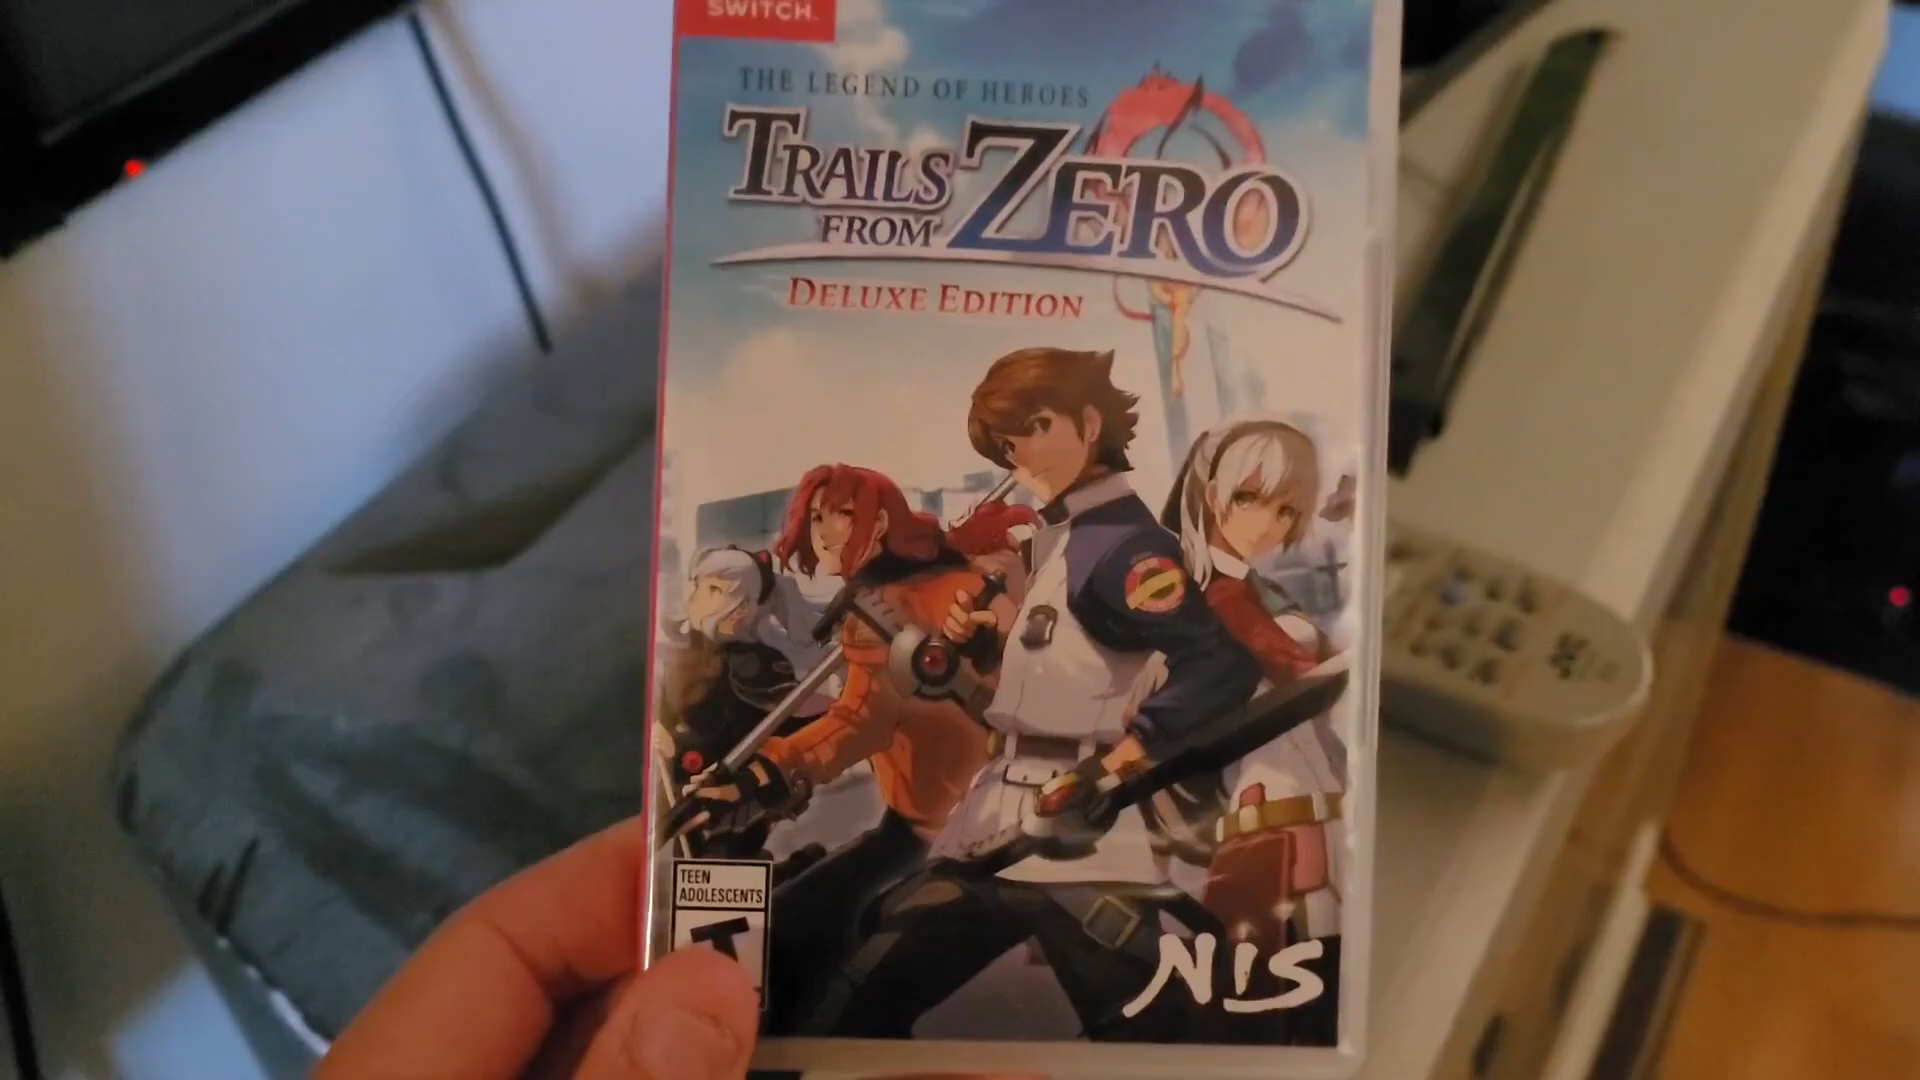 SWITCH
THE LEGEND OF HEROES
TRAILS
FROM ZERO
DELUXE EDITION
TEEN
ADOLESCENTS
T
NIS